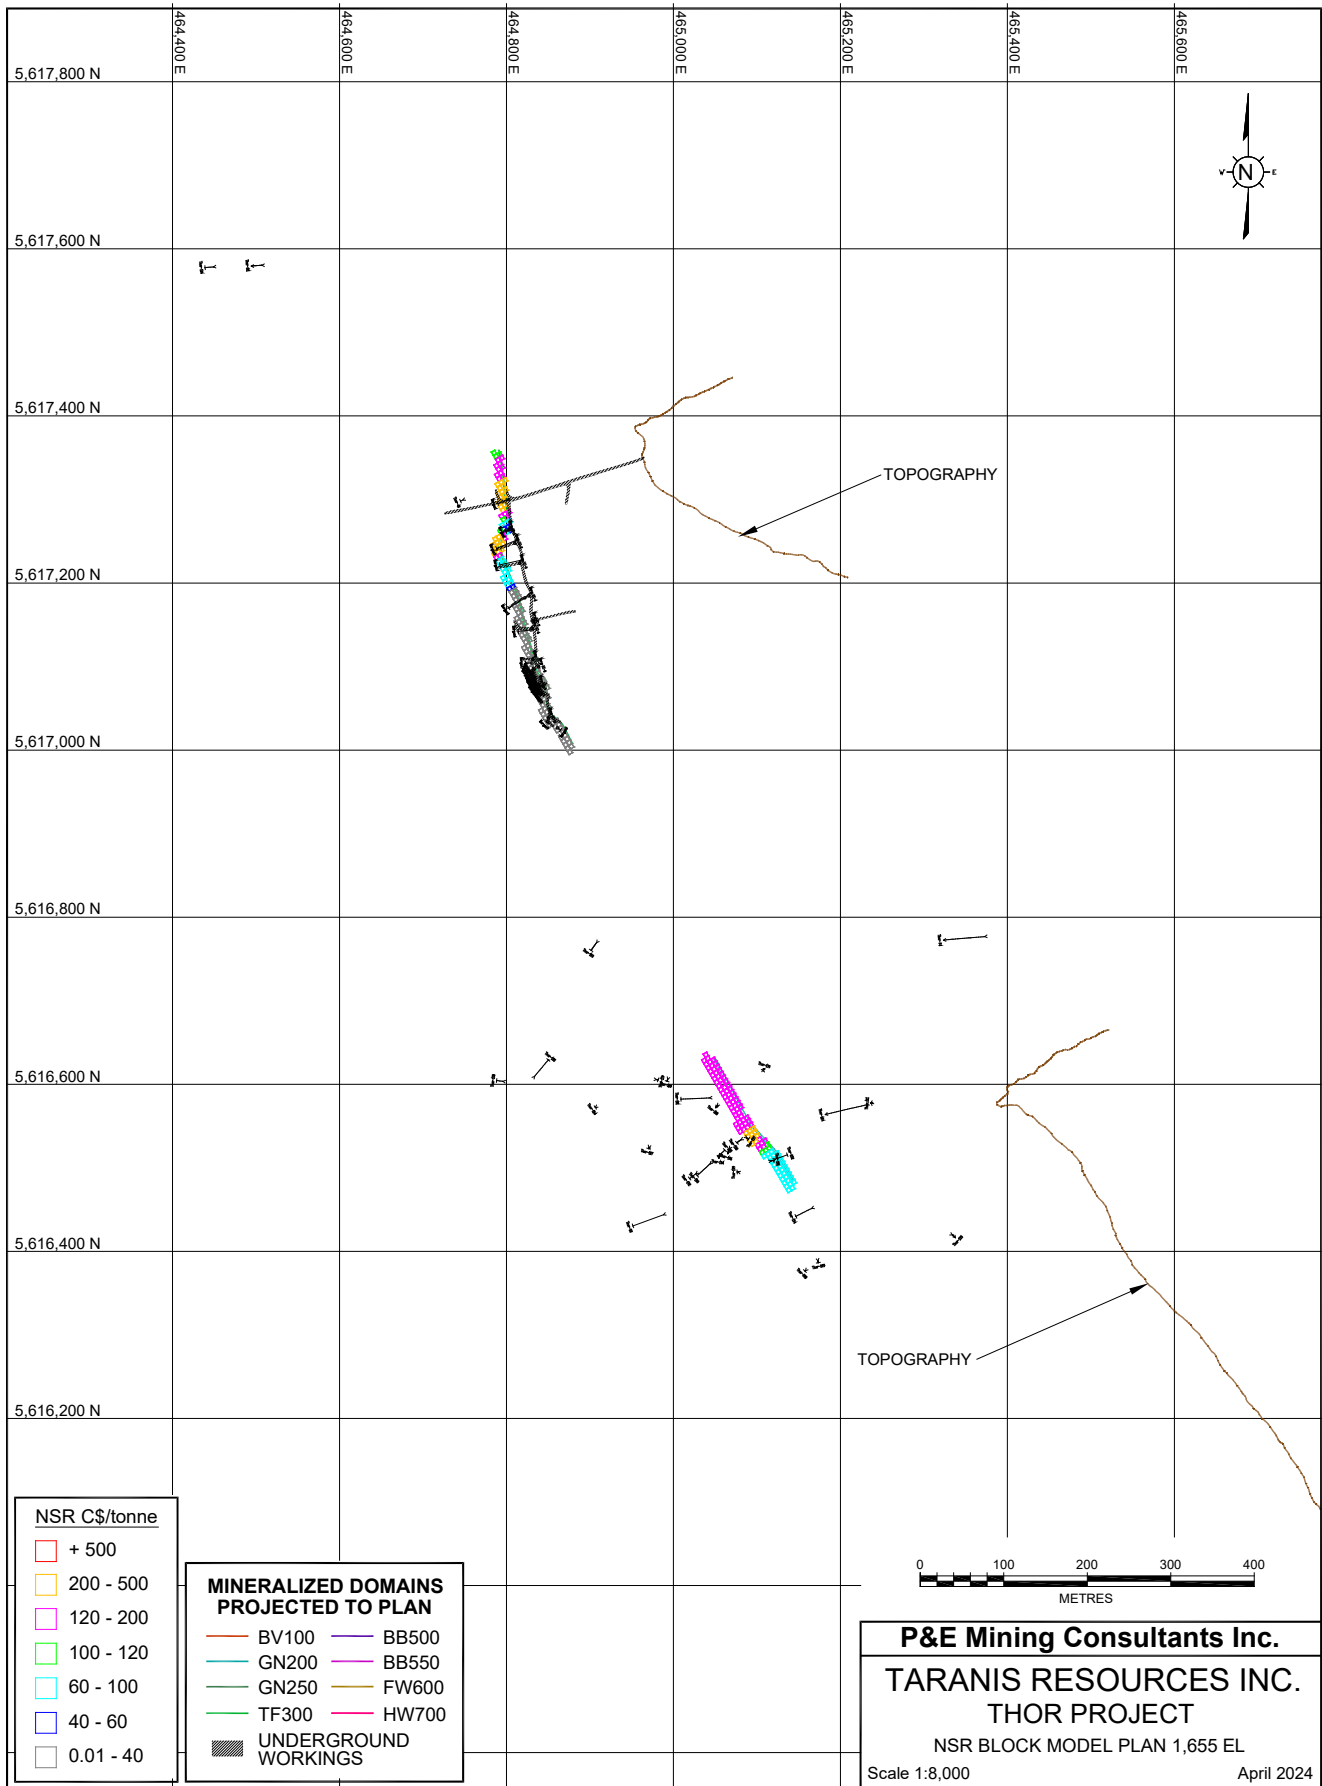 464,400 E
464,600 E
464,800 E
465,000 E
465,200 E
465,400 E
465,600 E
5,617,800 N
N
W
E
5,617,600 N
5,617,400 N
TOPOGRAPHY
5,617,200 N
5,617,000 N
5,616,800 N
5,616,600 N
5,616,400 N
TOPOGRAPHY
5,616,200 N
NSR C$/tonne
+ 500
200 - 500
120 - 200
100 - 120
60 - 100
40 - 60
0.01 - 40
MINERALIZED DOMAINS
PROJECTED TO PLAN
BV100 BB500
GN200 BB550
GN250 FW600
TF300 HW700
UNDERGROUND
WORKINGS
0 100 200 300 400
METRES
P&E Mining Consultants Inc.
TARANIS RESOURCES INC.
THOR PROJECT
NSR BLOCK MODEL PLAN 1,655 EL
Scale 1:8,000 April 2024